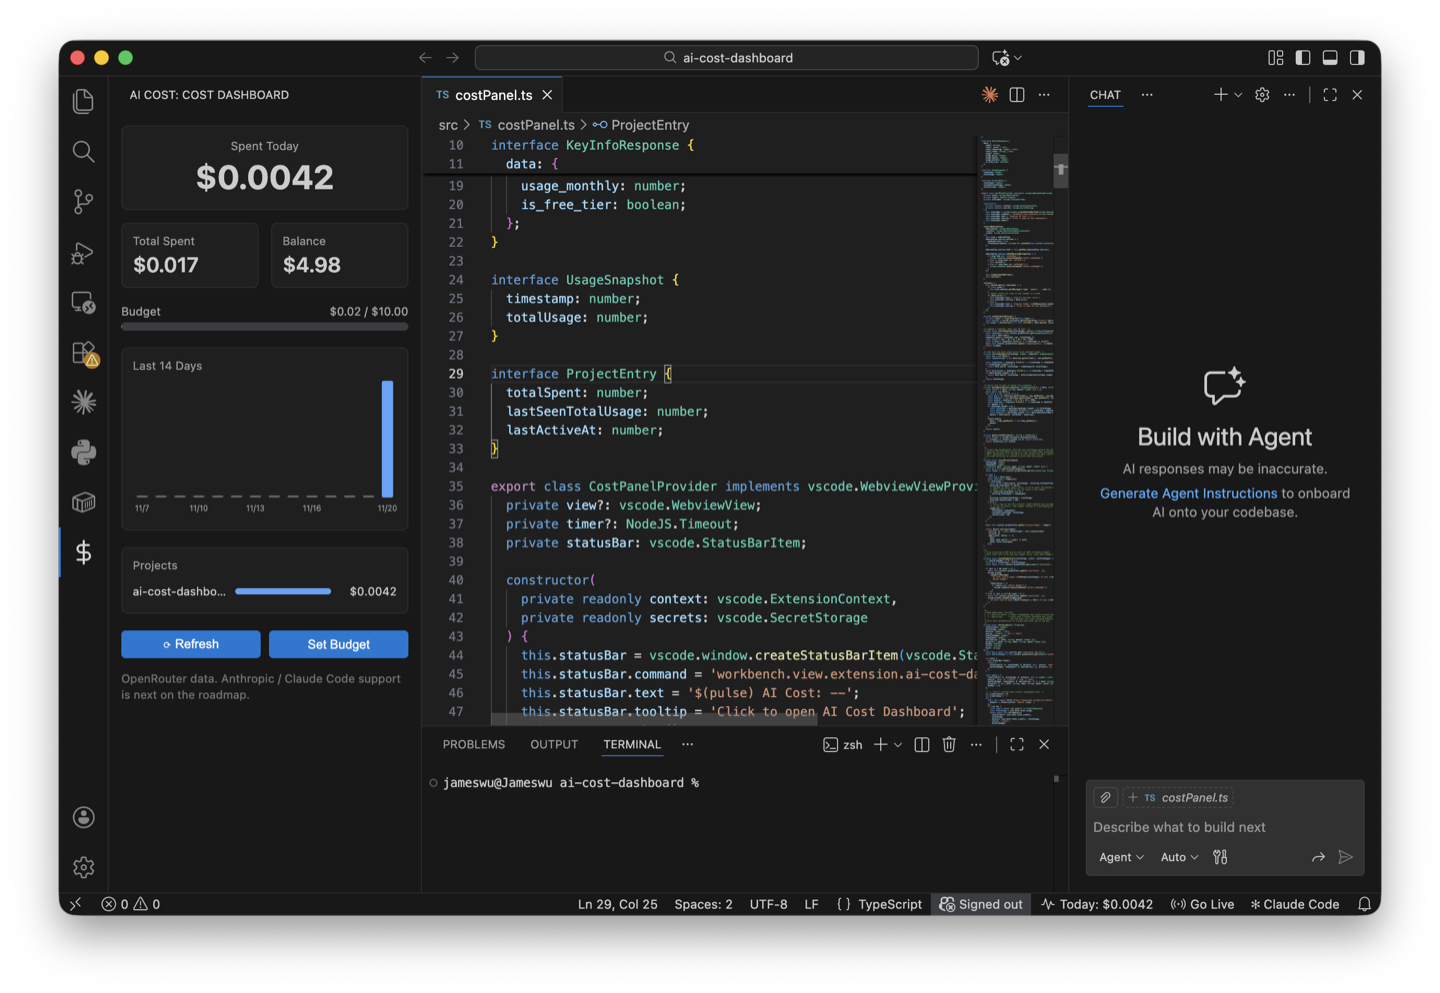 ai-cost-dashboard
AI COST: COST DASHBOARD
Spent Today
$0.0042
Total Spent
$0.017
Balance
$4.98
Budget
$0.02 / $10.00
Last 14 Days
11/7
11/10
11/13
11/16
11/20
Projects
ai-cost-dashbo...
$0.0042
Refresh
Set Budget
OpenRouter data. Anthropic / Claude Code support
is next on the roadmap.
TS costPanel.ts
src > TS costPanel.ts > ProjectEntry
10 interface KeyInfoResponse {
11 data: {
19 usage_monthly: number;
20 is_free_tier: boolean;
21 };
22 }
23
24 interface UsageSnapshot {
25 timestamp: number;
26 totalUsage: number;
27 }
28
29 interface ProjectEntry {
30 totalSpent: number;
31 lastSeenTotalUsage: number;
32 lastActiveAt: number;
33 }
34
35 export class CostPanelProvider implements vscode.WebviewViewProvi
36 private view?: vscode.WebviewView;
37 private timer?: NodeJS.Timeout;
38 private statusBar: vscode.StatusBarItem;
39
40 constructor(
41 private readonly context: vscode.ExtensionContext,
42 private readonly secrets: vscode.SecretStorage
43 ) {
44 this.statusBar = vscode.window.createStatusBarItem(vscode.Sta
45 this.statusBar.command = 'workbench.view.extension.ai-cost-da
46 this.statusBar.text = '$(pulse) AI Cost: --';
47 this.statusBar.tooltip = 'Click to open AI Cost Dashboard';
PROBLEMS
OUTPUT
TERMINAL
zsh
jameswu@Jameswu ai-cost-dashboard %
CHAT
Build with Agent
AI responses may be inaccurate.
Generate Agent Instructions to onboard
AI onto your codebase.
TS costPanel.ts
Describe what to build next
Agent
Auto
0 0
Ln 29, Col 25
Spaces: 2
UTF-8
LF
{ } TypeScript
Signed out
Today: $0.0042
Go Live
Claude Code